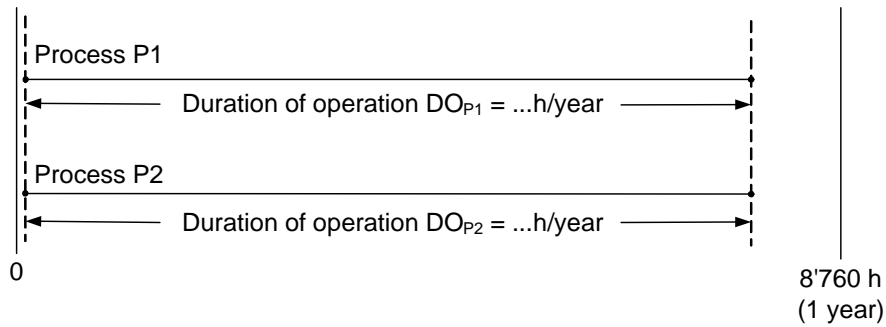 Process P1
Duration of operation DOP1 = ...h/year
Process P2
Duration of operation DOP2 = ...h/year
0
8'760 h
(1 year)